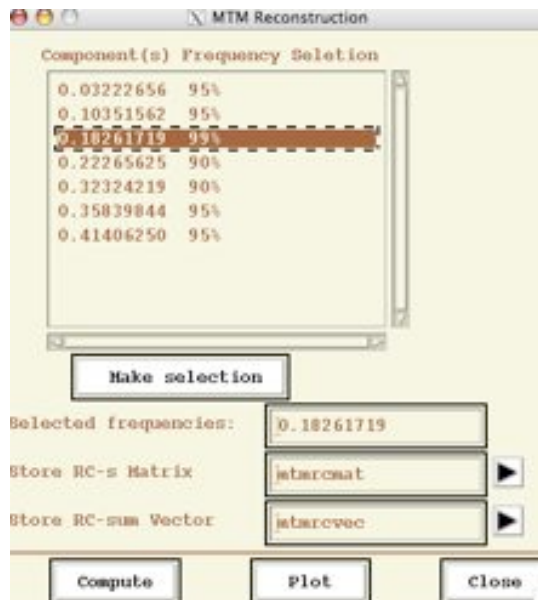 MTM Reconstruction
Component(s) Frequency Seletion
0.03222656 95%
0.10351562 95%
0.18261719 99%
0.22265625 90%
0.32324219 90%
0.35839844 95%
0.41406250 95%
Make selection
Selected frequencies: 0.18261719
Store RC-s Matrix mtmrcmat
Store RC-sum Vector mtmrcvec
Compute Plot Close